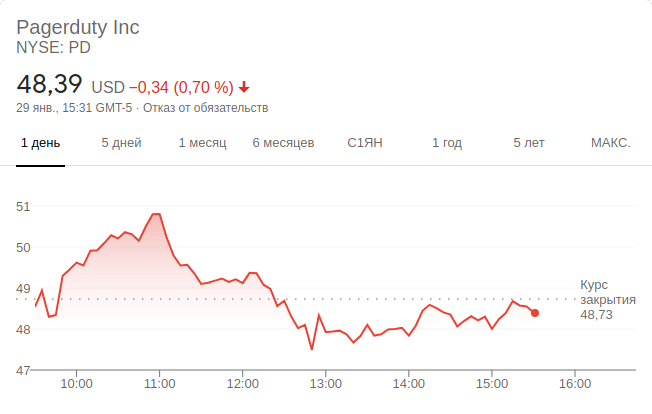 Pagerduty Inc
NYSE: PD
48,39 USD −0,34 (0,70 %)
29 янв., 15:31 GMT-5 · Отказ от обязательств
1 день 5 дней 1 месяц 6 месяцев С1ЯН 1 год 5 лет МАКС.
51
50
49
48
47
Курс
закрытия
48,73
10:00 11:00 12:00 13:00 14:00 15:00 16:00